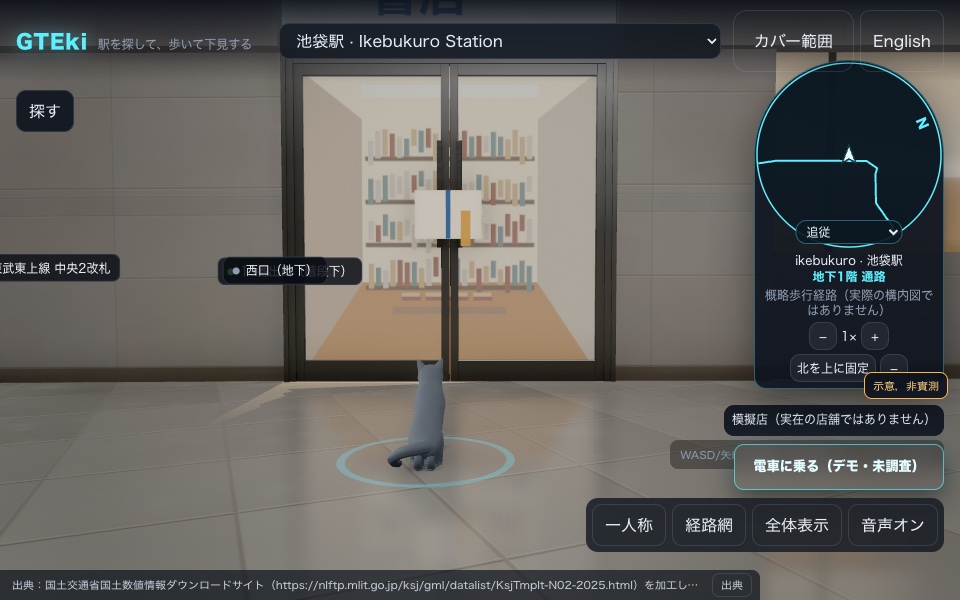 書店
GTEki 駅を探して、歩いて下見する
池袋駅 · Ikebukuro Station
カバー範囲
English
探す
N
追従
ikebukuro · 池袋駅
地下1階 通路
概略歩行経路（実際の構内図ではありません）
− 1× +
北を上に固定 −
示意，非實測
武東上線 中央2改札
西口（地下） 下）
模擬店（実在の店舗ではありません）
WASD/矢
電車に乗る（デモ・未調査）
一人称 経路網 全体表示 音声オン
出典：国土交通省国土数値情報ダウンロードサイト（https://nlftp.mlit.go.jp/ksj/gml/datalist/KsjTmplt-N02-2025.html）を加工し… 出典